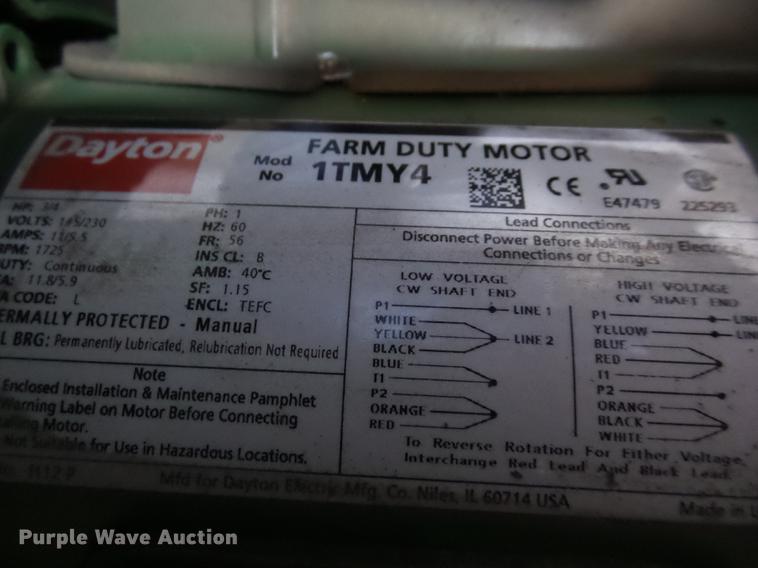 Dayton®
FARM DUTY MOTOR
Mod No 1TMY4
CE
E47479
225293
HP: 3/4
VOLTS: 115/230
AMPS: 11/5.5
RPM: 1725
DUTY: Continuous
11.8/5.9
CODE: L
PH: 1
HZ: 60
FR: 56
INS CL: B
AMB: 40°C
SF: 1.15
ENCL: TEFC
THERMALLY PROTECTED - Manual
BRG: Permanently Lubricated, Relubrication Not Required
Note
Enclosed Installation & Maintenance Pamphlet
Warning Label on Motor Before Connecting
Motor.
Not Suitable for Use in Hazardous Locations.
Lead Connections
Disconnect Power Before Making Any Electrical
Connections or Changes
LOW VOLTAGE
CW SHAFT END
P1
LINE 1
WHITE
YELLOW
LINE 2
BLACK
BLUE
T1
P2
ORANGE
RED
HIGH VOLTAGE
CW SHAFT END
P1
LINE
YELLOW
LINE
BLUE
RED
T1
P2
ORANGE
BLACK
WHITE
To Reverse Rotation For Either Voltage,
Interchange Red Lead And Black Lead.
Mfd for Dayton Electric Mfg. Co. Niles, IL 60714 USA
Made in
Purple Wave Auction